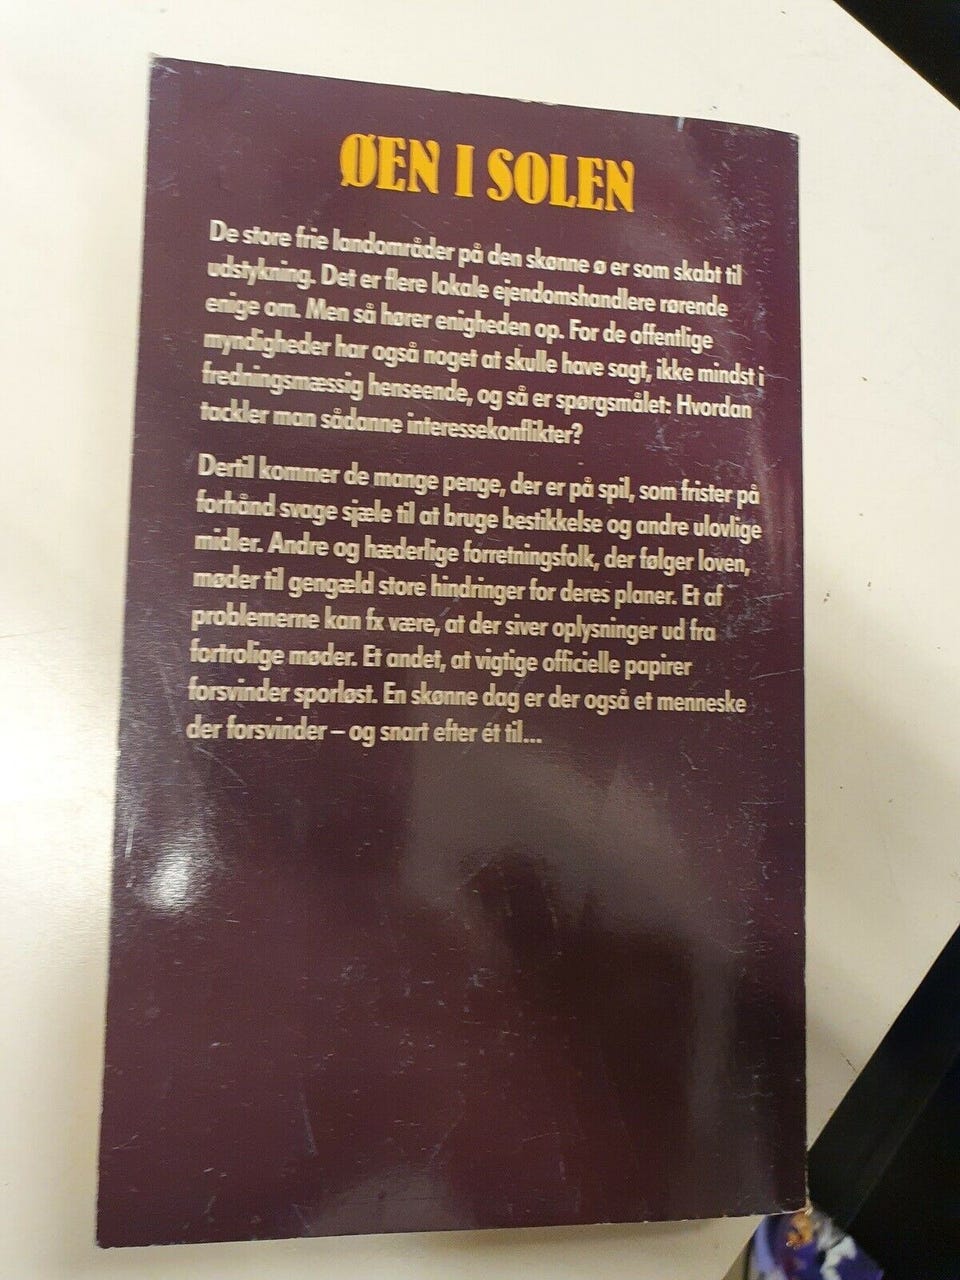 ØEN I SOLEN
De store frie landområder på den skønne ø er som skabt til
udstykning. Det er flere lokale ejendomshandlere rørende
enige om. Men så hører enigheden op. For de offentlige
myndigheder har også noget at skulle have sagt, ikke mindst i
fredningsmæssig henseende, og så er spørgsmålet: Hvordan
tackler man sådanne interessekonflikter?
Dertil kommer de mange penge, der er på spil, som frister på
forhånd svage sjæle til at bruge bestikkelse og andre ulovlige
midler. Andre og hæderlige forretningsfolk, der følger loven,
møder til gengæld store hindringer for deres planer. Et af
problemerne kan fx være, at der siver oplysninger ud fra
fortrolige møder. Et andet, at vigtige officielle papirer
forsvinder sporløst. En skønne dag er der også et menneske
der forsvinder – og snart efter ét til...